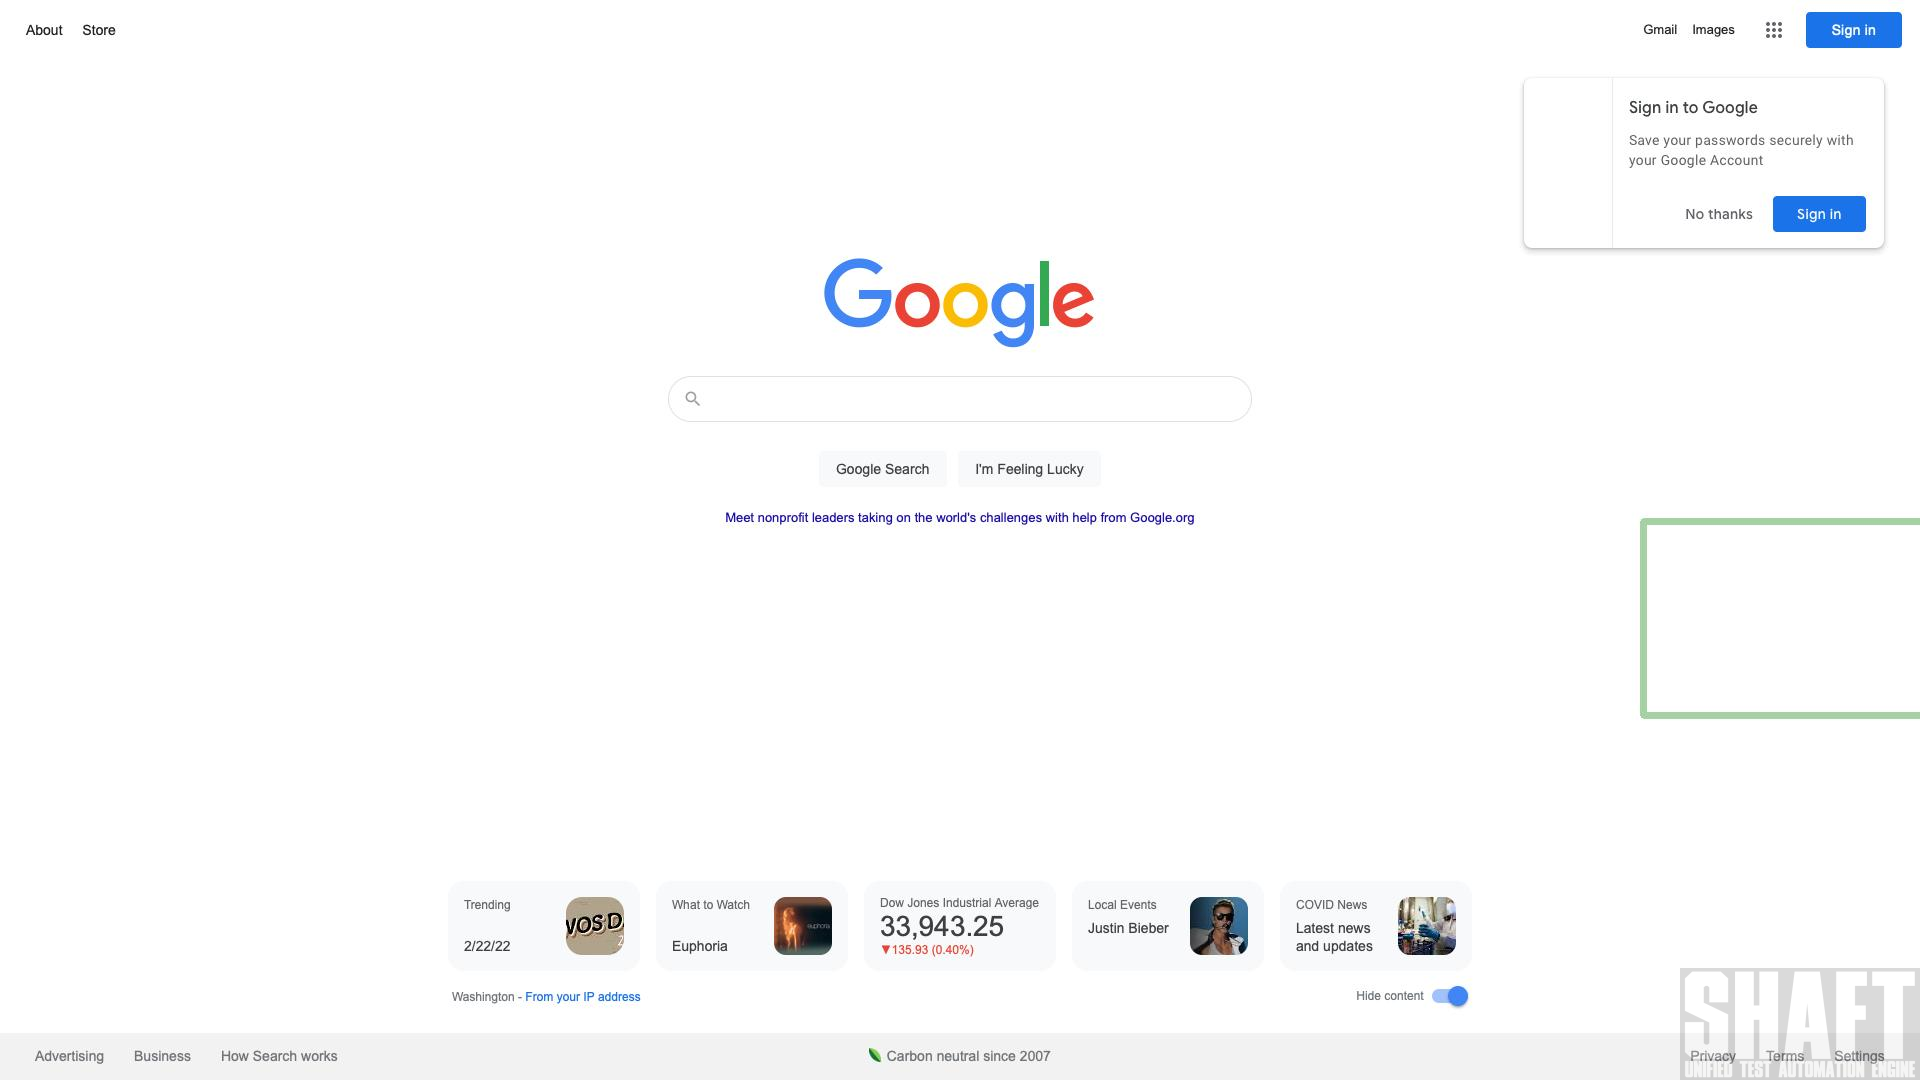 About Store
Gmail Images Sign in
Sign in to Google
Save your passwords securely with
your Google Account
No thanks Sign in
Google
Google Search I'm Feeling Lucky
Meet nonprofit leaders taking on the world's challenges with help from Google.org
Trending
2/22/22
VOS D
2
What to Watch
Euphoria
euphoria
Dow Jones Industrial Average
33,943.25
▼135.93 (0.40%)
Local Events
Justin Bieber
COVID News
Latest news
and updates
Washington - From your IP address
Hide content
Advertising Business How Search works
Carbon neutral since 2007
Privacy Terms Settings
SHAFT
UNIFIED TEST AUTOMATION ENGINE